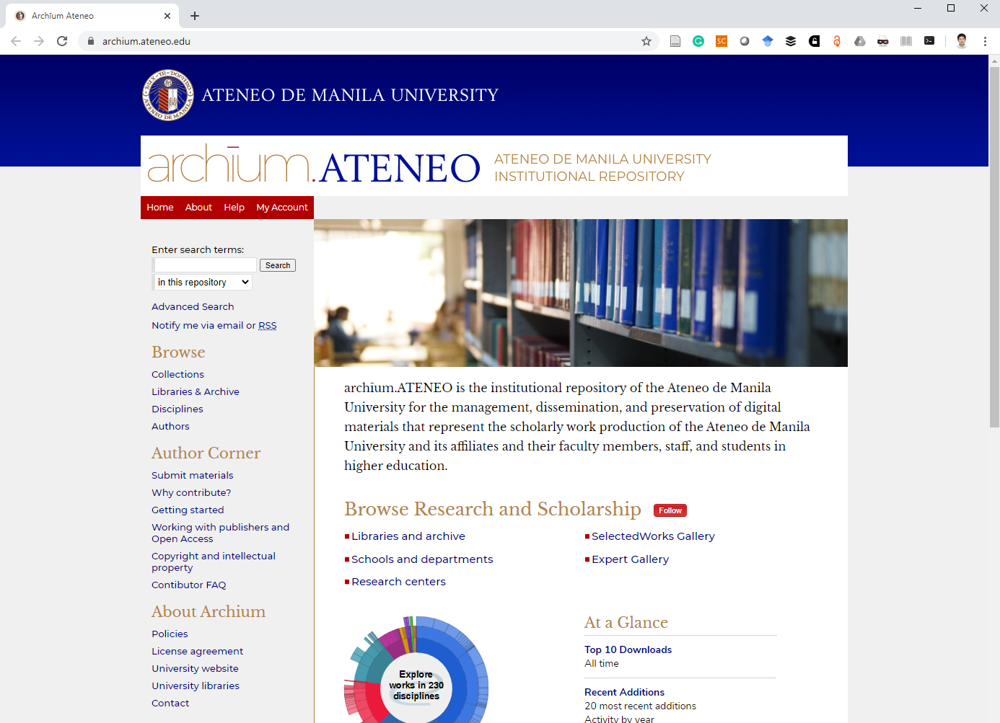 Archīum Ateneo
archium.ateneo.edu
SC
ATENEO DE MANILA UNIVERSITY
archīum.ATENEO
ATENEO DE MANILA UNIVERSITY
INSTITUTIONAL REPOSITORY
Home About Help My Account
Enter search terms:
Search
in this repository
Advanced Search
Notify me via email or RSS
Browse
Collections
Libraries & Archive
Disciplines
Authors
Author Corner
Submit materials
Why contribute?
Getting started
Working with publishers and
Open Access
Copyright and intellectual
property
Contibutor FAQ
About Archium
Policies
License agreement
University website
University libraries
Contact
archīum.ATENEO is the institutional repository of the Ateneo de Manila
University for the management, dissemination, and preservation of digital
materials that represent the scholarly work production of the Ateneo de Manila
University and its affiliates and their faculty members, staff, and students in
higher education.
Browse Research and Scholarship Follow
Libraries and archive
Schools and departments
Research centers
SelectedWorks Gallery
Expert Gallery
Explore
works in 230
disciplines
At a Glance
Top 10 Downloads
All time
Recent Additions
20 most recent additions
Activity by year